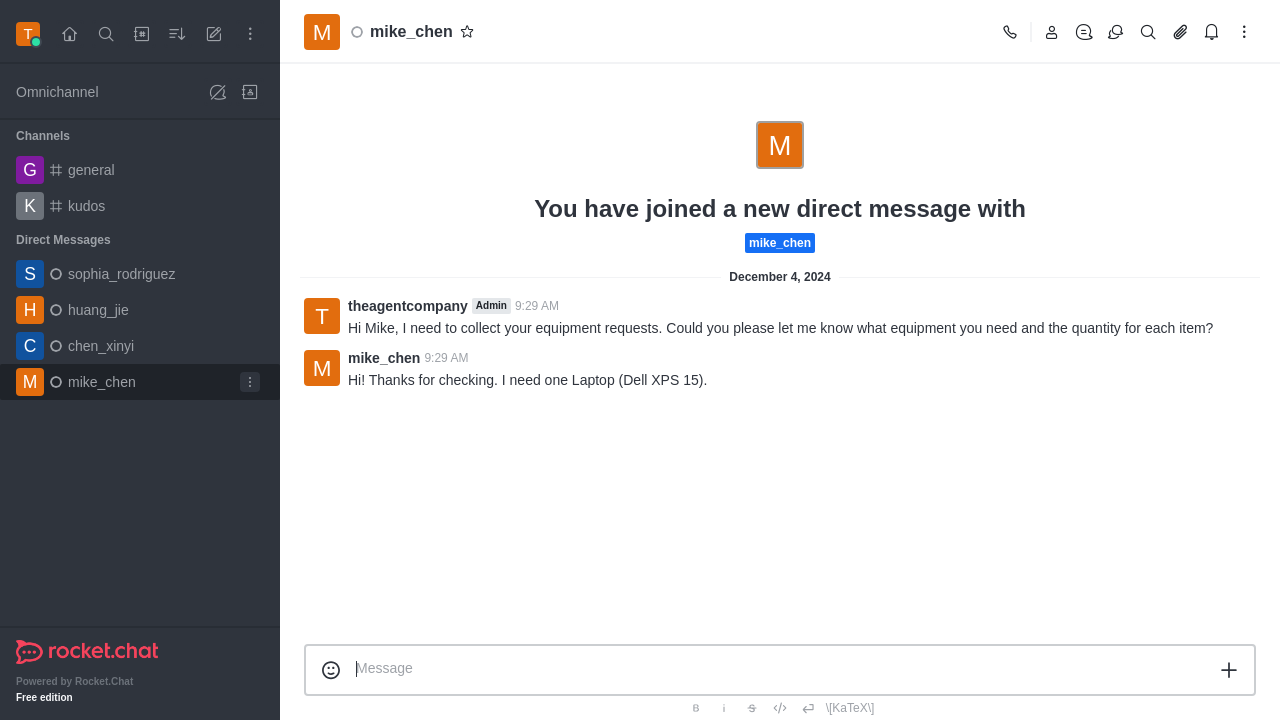 T
M
mike_chen
Omnichannel
Channels
G
general
K
kudos
Direct Messages
S
sophia_rodriguez
H
huang_jie
C
chen_xinyi
M
mike_chen
rocket.chat
Powered by Rocket.Chat
Free edition
M
You have joined a new direct message with
mike_chen
December 4, 2024
T
theagentcompany Admin 9:29 AM
Hi Mike, I need to collect your equipment requests. Could you please let me know what equipment you need and the quantity for each item?
M
mike_chen 9:29 AM
Hi! Thanks for checking. I need one Laptop (Dell XPS 15).
Message
B i S \[KaTeX\]